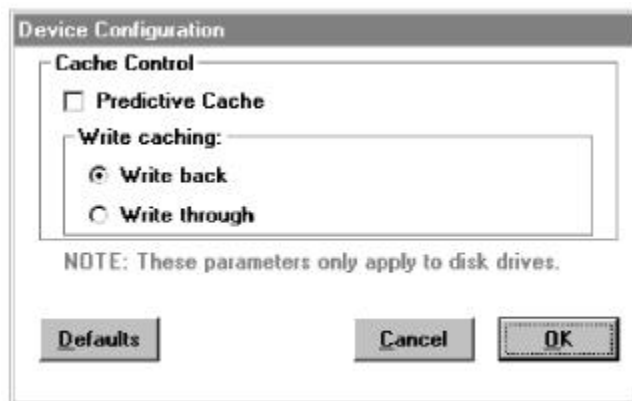 Device Configuration
Cache Control
Predictive Cache
Write caching:
Write back
Write through
NOTE: These parameters only apply to disk drives.
Defaults Cancel OK